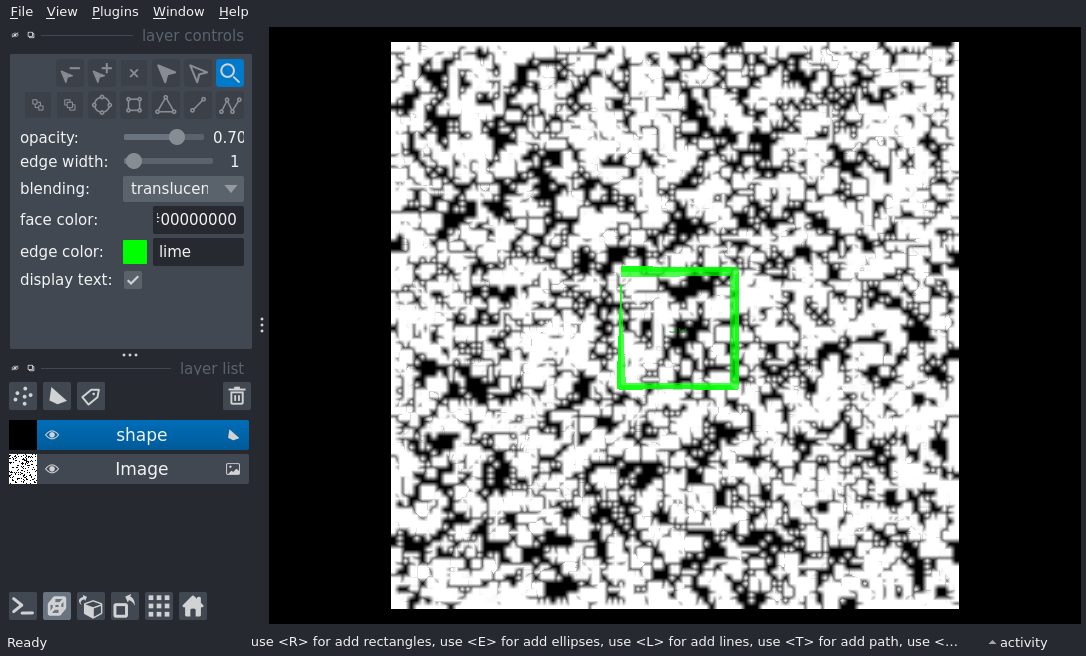 File View Plugins Window Help
layer controls
opacity: 0.70
edge width: 1
blending: translucen
face color: #00000000
edge color: lime
display text:
layer list
shape
Image
Ready
use <R> for add rectangles, use <E> for add ellipses, use <L> for add lines, use <T> for add path, use <...
activity